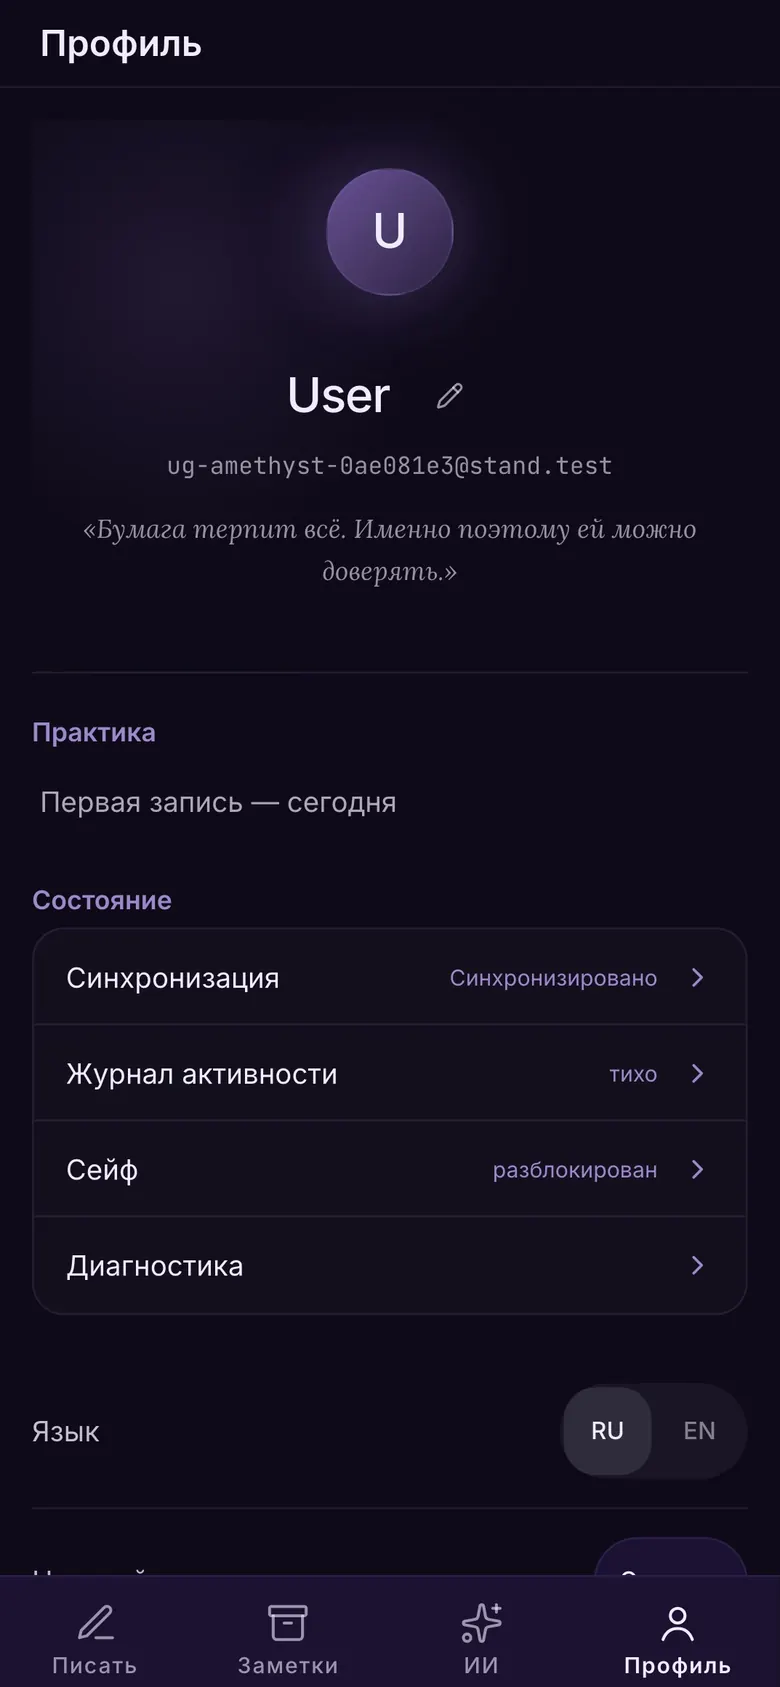 Профиль
U
User
ug-amethyst-0ae081e3@stand.test
«Бумага терпит всё. Именно поэтому ей можно
доверять.»
Практика
Первая запись — сегодня
Состояние
Синхронизация Синхронизировано
Журнал активности тихо
Сейф разблокирован
Диагностика
Язык RU EN
Писать Заметки ИИ Профиль